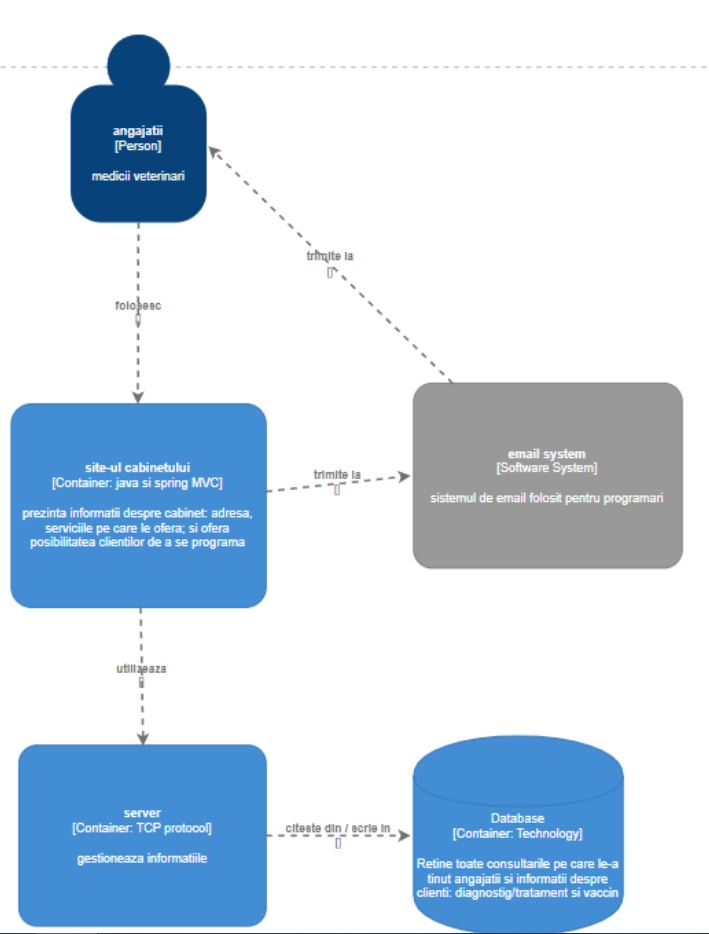 angajatii
[Person]
medicii veterinari
trimite la
[]
folosesc
[]
site-ul cabinetului
[Container: java si spring MVC]
prezinta informatii despre cabinet: adresa,
serviciile pe care le ofera; si ofera
posibilitatea clientilor de a se programa
trimite la
[]
email system
[Software System]
sistemul de email folosit pentru programari
utilizeaza
[]
server
[Container: TCP protocol]
gestioneaza informatiile
citeste din / scrie in
[]
Database
[Container: Technology]
Retine toate consultarile pe care le-a
tinut angajatii si informatii despre
clienti: diagnostig/tratament si vaccin